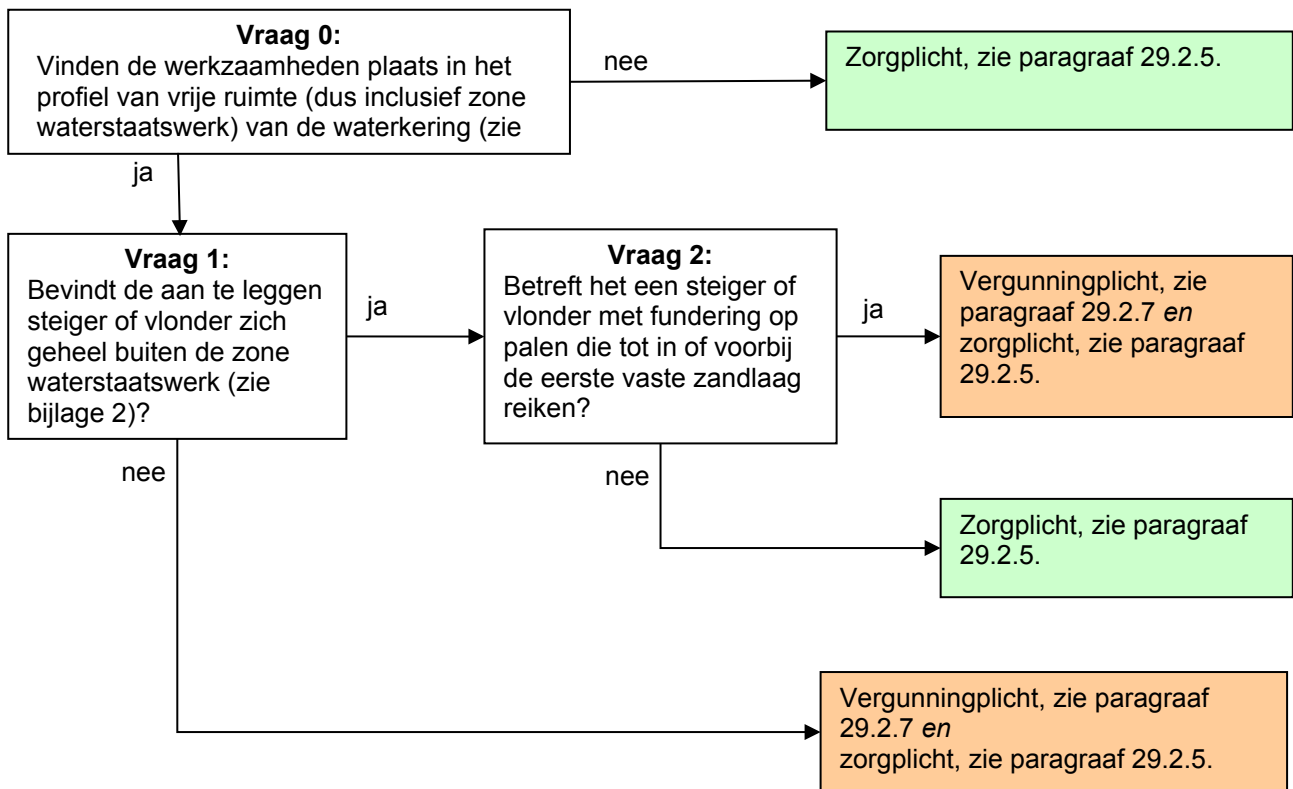 Vraag 0:
Vinden de werkzaamheden plaats in het
profiel van vrije ruimte (dus inclusief zone
waterstaatswerk) van de waterkering (zie
nee
Zorgplicht, zie paragraaf 29.2.5.
ja
Vraag 1:
Bevindt de aan te leggen
steiger of vlonder zich
geheel buiten de zone
waterstaatswerk (zie
bijlage 2)?
ja
Vraag 2:
Betreft het een steiger of
vlonder met fundering op
palen die tot in of voorbij
de eerste vaste zandlaag
reiken?
ja
Vergunningplicht, zie
paragraaf 29.2.7 en
zorgplicht, zie paragraaf
29.2.5.
nee
nee
Zorgplicht, zie paragraaf
29.2.5.
Vergunningplicht, zie paragraaf
29.2.7 en
zorgplicht, zie paragraaf 29.2.5.